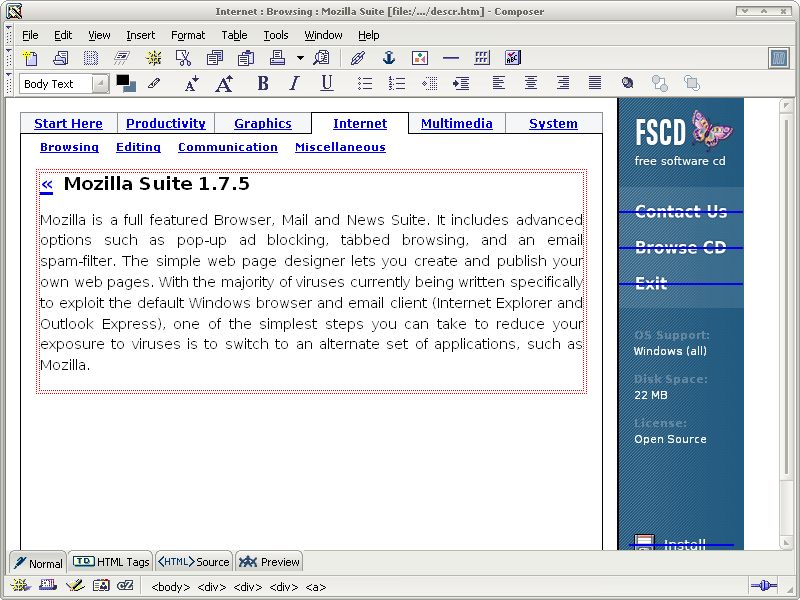 Internet : Browsing : Mozilla Suite [file:/.../descr.htm] - Composer
File Edit View Insert Format Table Tools Window Help
ABC
Body Text
B I U
Start Here Productivity Graphics Internet Multimedia System
Browsing Editing Communication Miscellaneous
« Mozilla Suite 1.7.5
Mozilla is a full featured Browser, Mail and News Suite. It includes advanced
options such as pop-up ad blocking, tabbed browsing, and an email
spam-filter. The simple web page designer lets you create and publish your
own web pages. With the majority of viruses currently being written specifically
to exploit the default Windows browser and email client (Internet Explorer and
Outlook Express), one of the simplest steps you can take to reduce your
exposure to viruses is to switch to an alternate set of applications, such as
Mozilla.
FSCD
free software cd
Contact Us
Browse CD
Exit
OS Support:
Windows (all)
Disk Space:
22 MB
License:
Open Source
Install
Normal TD HTML Tags <HTML> Source Preview
cZ <body> <div> <div> <div> <a>